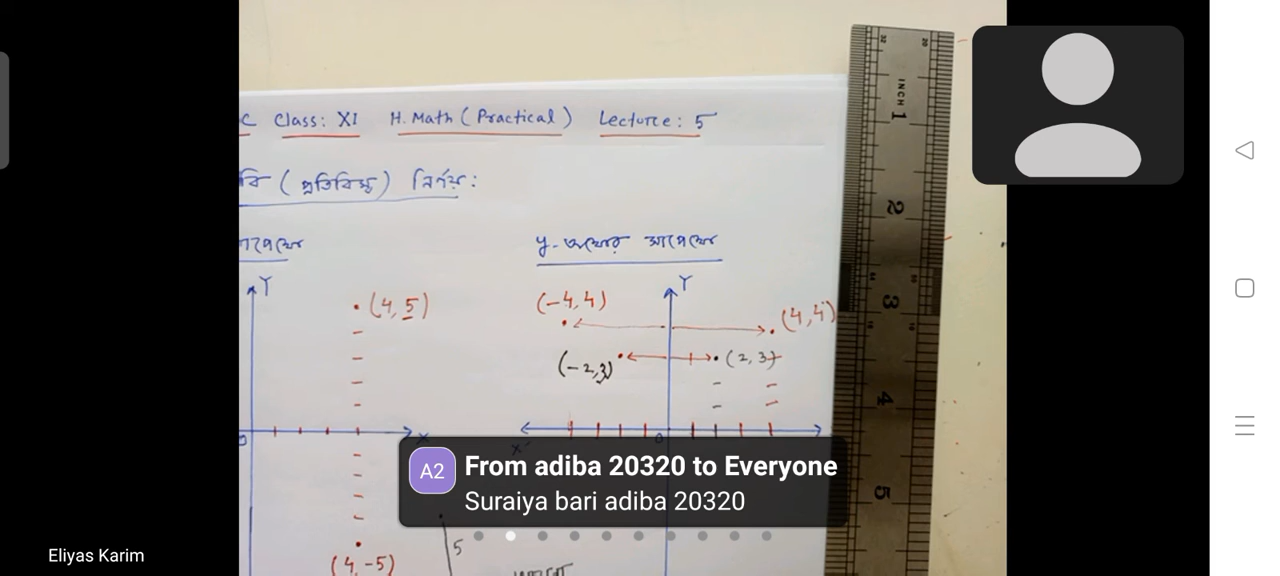 C Class: XI H. Math (Practical) Lecture: 5
বি (প্রতিবিম্ব) নির্ণয়:
সাপেক্ষে
y-অক্ষের সাপেক্ষে
Y
(4,5)
(4,-5)
X
0
5
Y
(-4,4)
(4,4)
(-2,3)
(2,3)
X
0
INCH 1
2
3
4
5
A2
From adiba 20320 to Everyone
Suraiya bari adiba 20320
Eliyas Karim